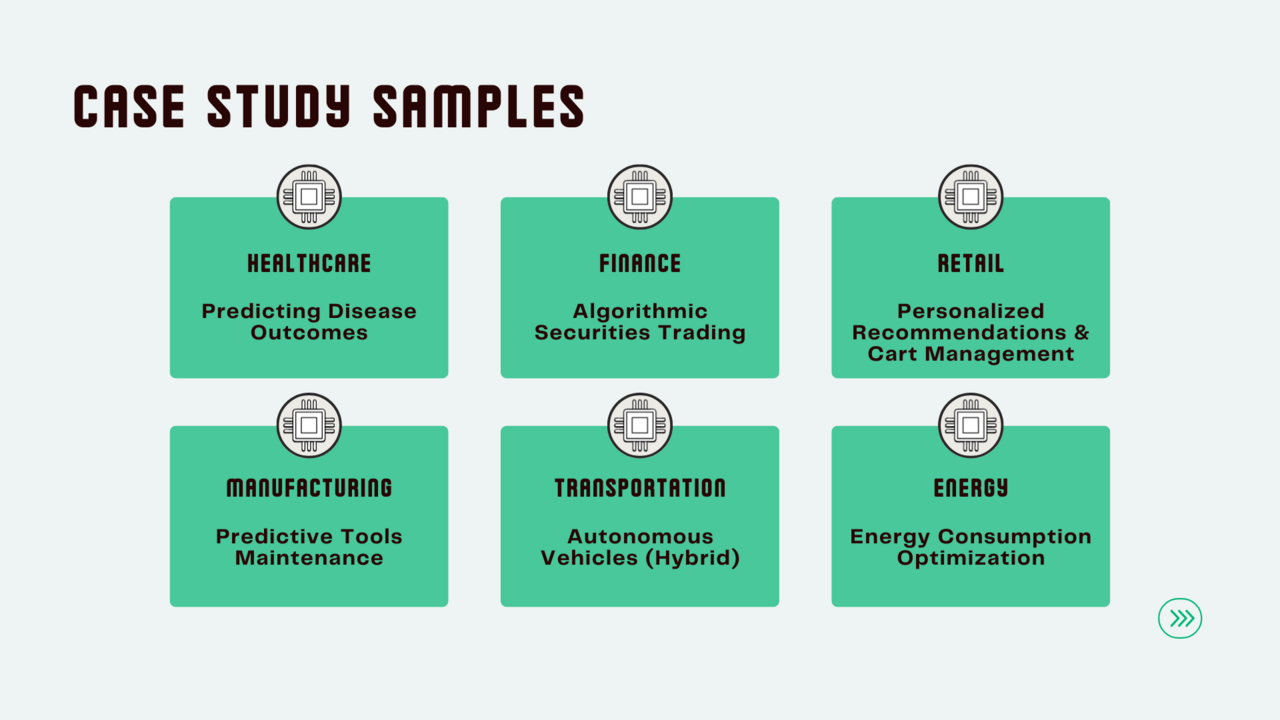 CASE STUDY SAMPLES
HEALTHCARE
Predicting Disease
Outcomes
FINANCE
Algorithmic
Securities Trading
RETAIL
Personalized
Recommendations &
Cart Management
MANUFACTURING
Predictive Tools
Maintenance
TRANSPORTATION
Autonomous
Vehicles (Hybrid)
ENERGY
Energy Consumption
Optimization